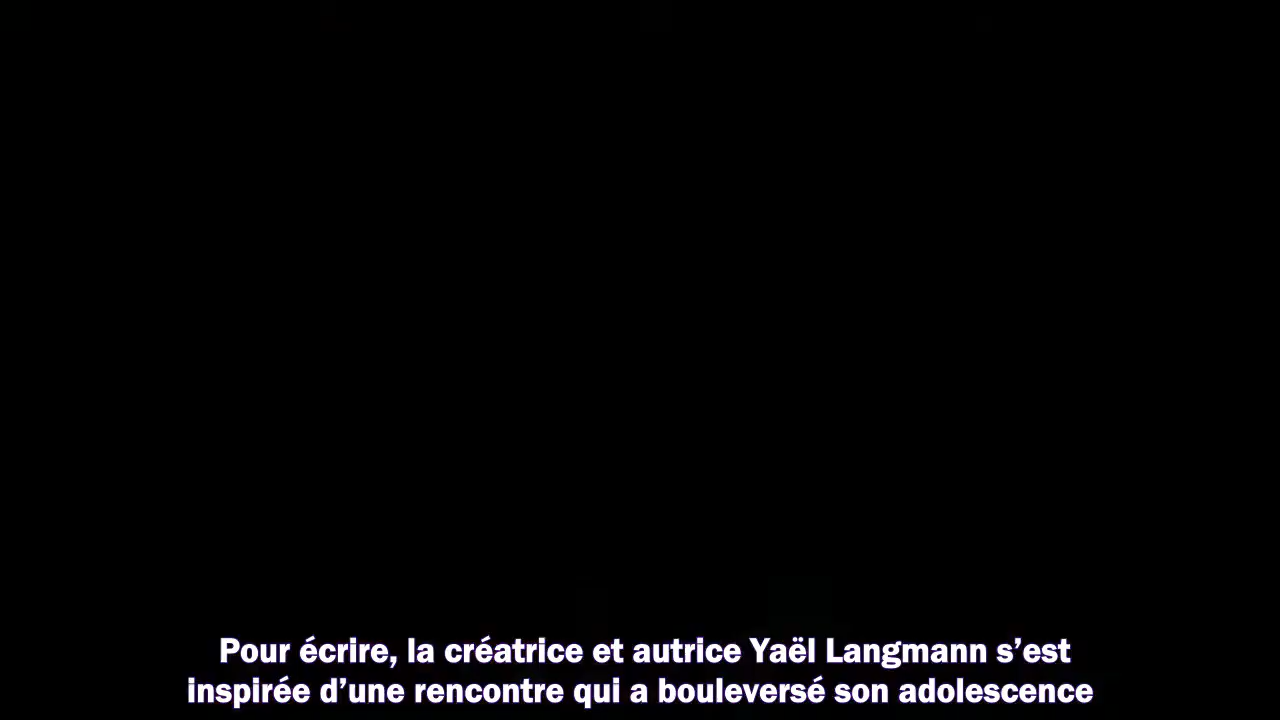 Pour écrire, la créatrice et autrice Yaël Langmann s’est
inspirée d’une rencontre qui a bouleversé son adolescence